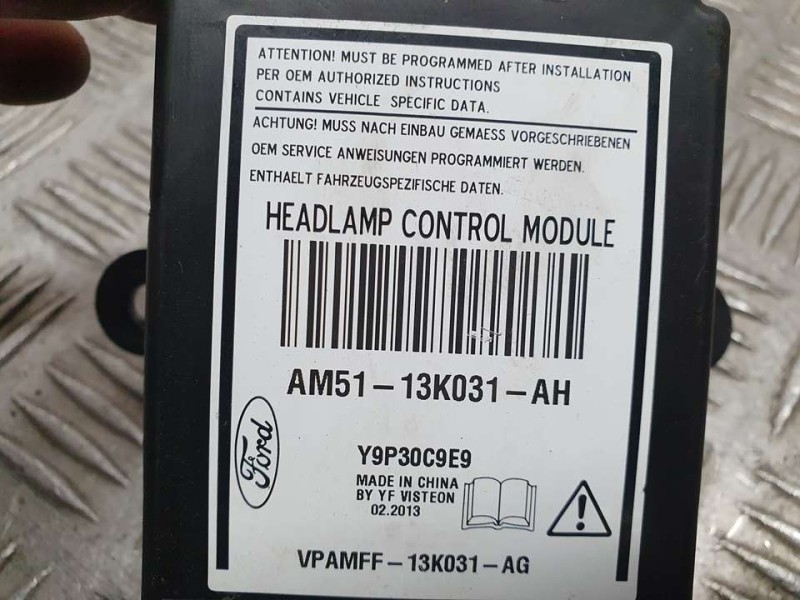 ATTENTION! MUST BE PROGRAMMED AFTER INSTALLATION
PER OEM AUTHORIZED INSTRUCTIONS
CONTAINS VEHICLE SPECIFIC DATA.
ACHTUNG! MUSS NACH EINBAU GEMAESS VORGESCHRIEBENEN
OEM SERVICE ANWEISUNGEN PROGRAMMIERT WERDEN.
ENTHAELT FAHRZEUGSPEZIFISCHE DATEN.
HEADLAMP CONTROL MODULE
AM51-13K031-AH
Ford
Y9P30C9E9
MADE IN CHINA
BY YF VISTEON
02.2013
VPAMFF-13K031-AG